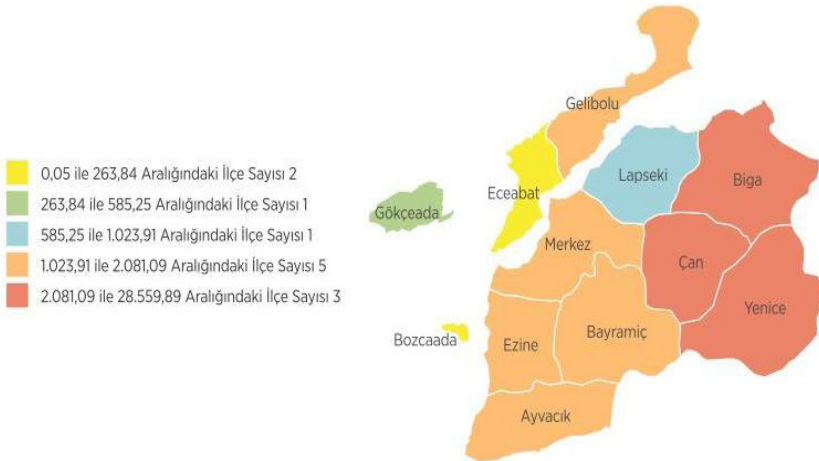 0,05 ile 263,84 Aralığındaki İlçe Sayısı 2
263,84 ile 585,25 Aralığındaki İlçe Sayısı 1
585,25 ile 1.023,91 Aralığındaki İlçe Sayısı 1
1.023,91 ile 2.081,09 Aralığındaki İlçe Sayısı 5
2.081,09 ile 28.559,89 Aralığındaki İlçe Sayısı 3
Gelibolu
Eceabat
Lapseki
Biga
Gökçeada
Merkez
Çan
Yenice
Bozcaada
Ezine
Bayramiç
Ayvacık